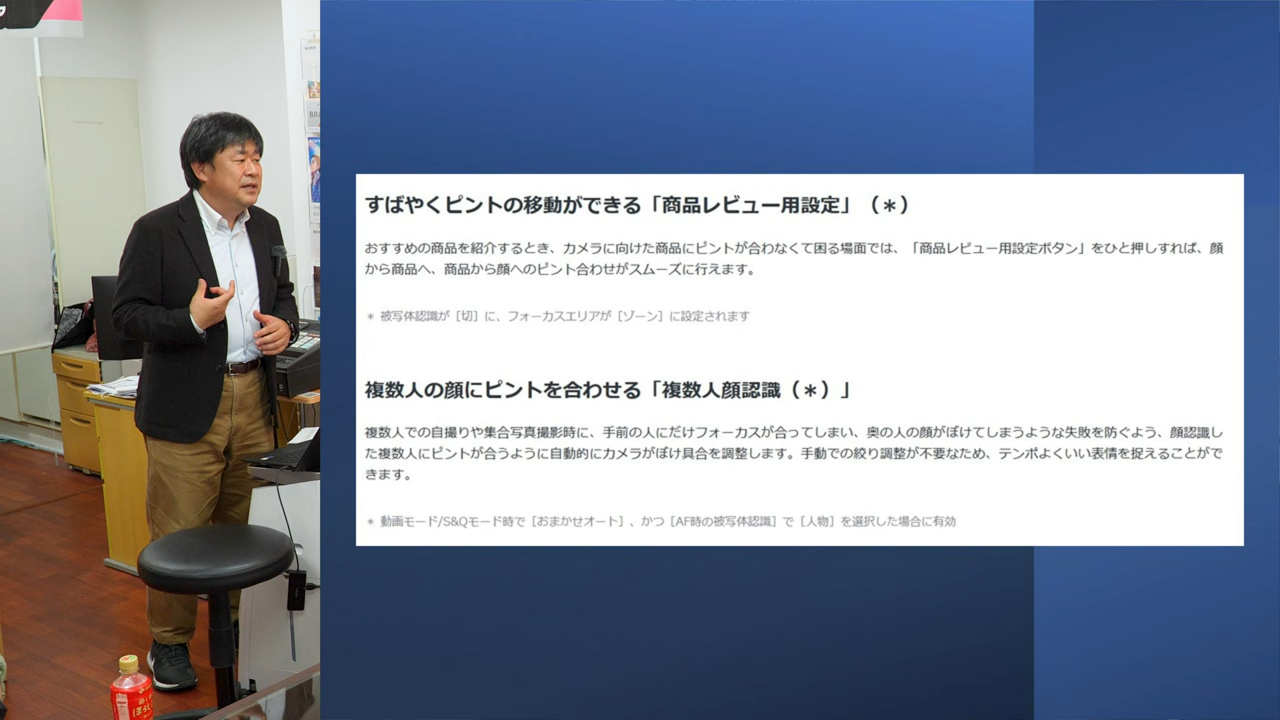 すばやくピントの移動ができる「商品レビュー用設定」（＊）
おすすめの商品を紹介するとき、カメラに向けた商品にピントが合わなくて困る場面では、「商品レビュー用設定ボタン」をひと押しすれば、顔
から商品へ、商品から顔へのピント合わせがスムーズに行えます。
＊ 被写体認識が［切］に、フォーカスエリアが［ゾーン］に設定されます
複数人の顔にピントを合わせる「複数人顔認識（＊）」
複数人での自撮りや集合写真撮影時に、手前の人にだけフォーカスが合ってしまい、奥の人の顔がぼけてしまうような失敗を防ぐよう、顔認識し
た複数人にピントが合うように自動的にカメラがぼけ具合を調整します。手動での絞り調整が不要なため、テンポよくいい表情を捉えることがで
きます。
＊ 動画モード/S&Qモード時で［おまかせオート］、かつ［AF時の被写体認識］で［人物］を選択した場合に有効